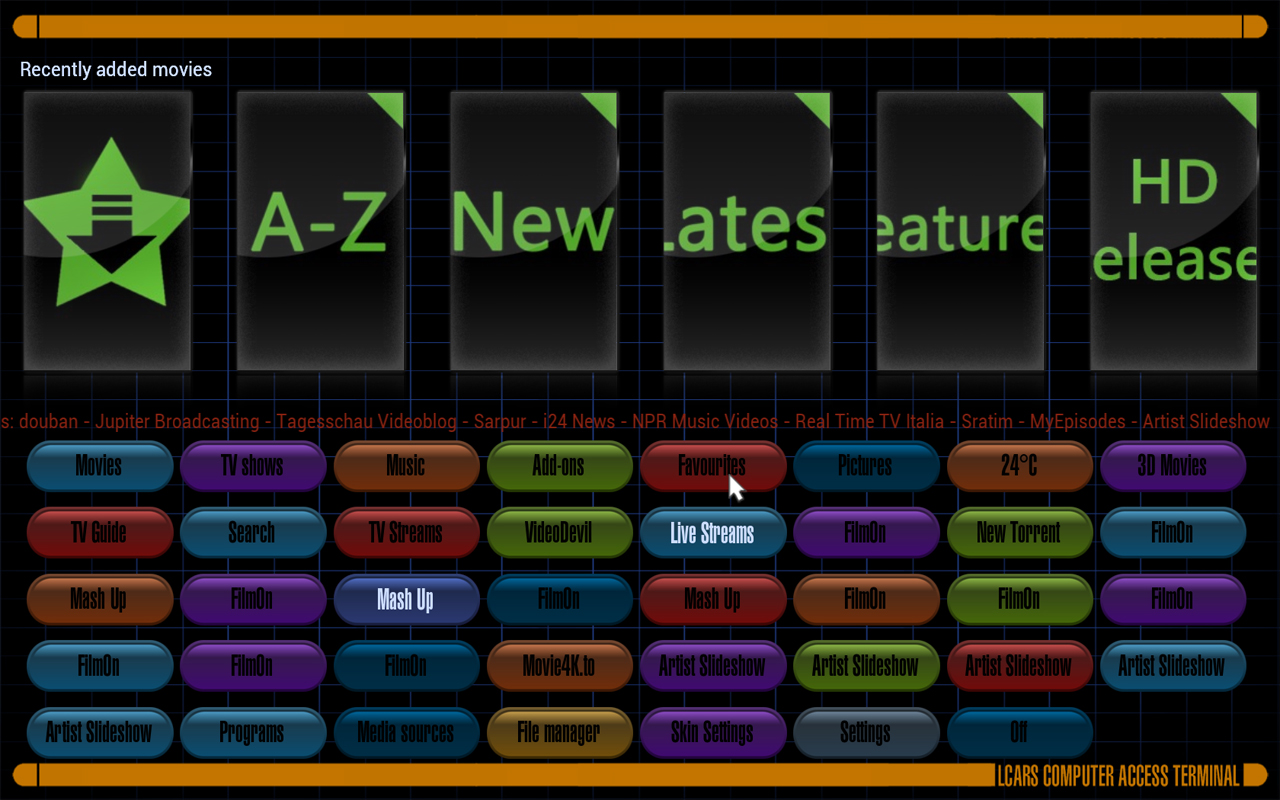 Recently added movies
A-Z
New
ates
eature
HD
elease
s: douban - Jupiter Broadcasting - Tagesschau Videoblog - Sarpur - i24 News - NPR Music Videos - Real Time TV Italia - Sratim - MyEpisodes - Artist Slideshow
Movies TV shows Music Add-ons Favourites Pictures 24°C 3D Movies
TV Guide Search TV Streams VideoDevil Live Streams FilmOn New Torrent FilmOn
Mash Up FilmOn Mash Up FilmOn Mash Up FilmOn FilmOn FilmOn
FilmOn FilmOn FilmOn Movie4K.to Artist Slideshow Artist Slideshow Artist Slideshow Artist Slideshow
Artist Slideshow Programs Media sources File manager Skin Settings Settings Off
LCARS COMPUTER ACCESS TERMINAL